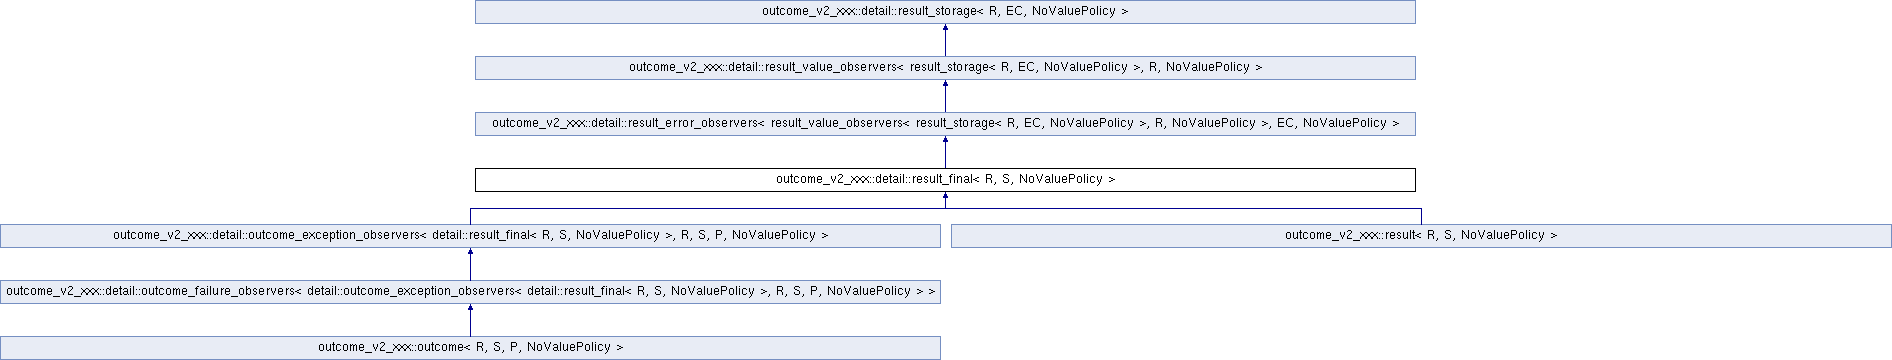 outcome_v2_xxx::detail::result_storage< R, EC, NoValuePolicy >
outcome_v2_xxx::detail::result_value_observers< result_storage< R, EC, NoValuePolicy >, R, NoValuePolicy >
outcome_v2_xxx::detail::result_error_observers< result_value_observers< result_storage< R, EC, NoValuePolicy >, R, NoValuePolicy >, EC, NoValuePolicy >
outcome_v2_xxx::detail::result_final< R, S, NoValuePolicy >
outcome_v2_xxx::detail::outcome_exception_observers< detail::result_final< R, S, NoValuePolicy >, R, S, P, NoValuePolicy >
outcome_v2_xxx::result< R, S, NoValuePolicy >
outcome_v2_xxx::detail::outcome_failure_observers< detail::outcome_exception_observers< detail::result_final< R, S, NoValuePolicy >, R, S, P, NoValuePolicy > >
outcome_v2_xxx::outcome< R, S, P, NoValuePolicy >